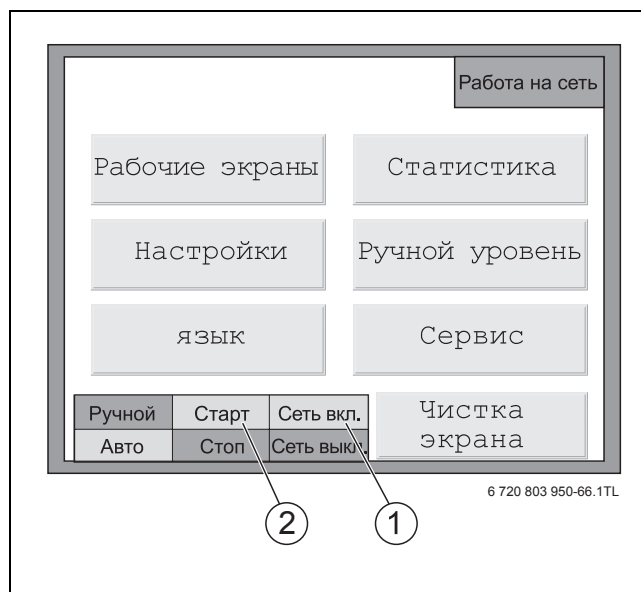 Работа на сеть
Рабочие экраны
Статистика
Настройки
Ручной уровень
язык
Сервис
Ручной Старт Сеть вкл.
Авто Стоп Сеть выкл.
Чистка
экрана
6 720 803 950-66.1TL
2 1